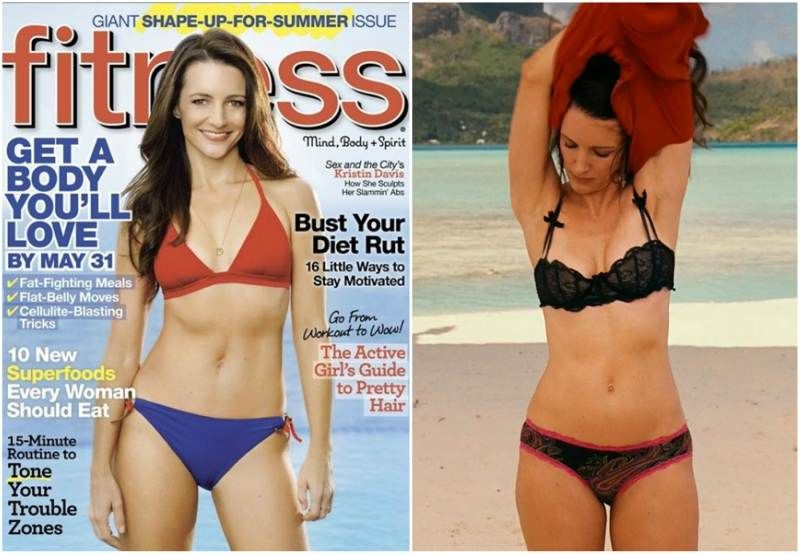 GIANT SHAPE-UP-FOR-SUMMER ISSUE
fitness
Mind, Body + Spirit
GET A
BODY
YOU'LL
LOVE
BY MAY 31
✓Fat-Fighting Meals
✓Flat-Belly Moves
✓Cellulite-Blasting
Tricks
10 New
Superfoods
Every Woman
Should Eat
15-Minute
Routine to
Tone
Your
Trouble
Zones
Sex and the City's
Kristin Davis
How She Sculpts
Her Slammin' Abs
Bust Your
Diet Rut
16 Little Ways to
Stay Motivated
Go From
Workout to Wow!
The Active
Girl's Guide
to Pretty
Hair